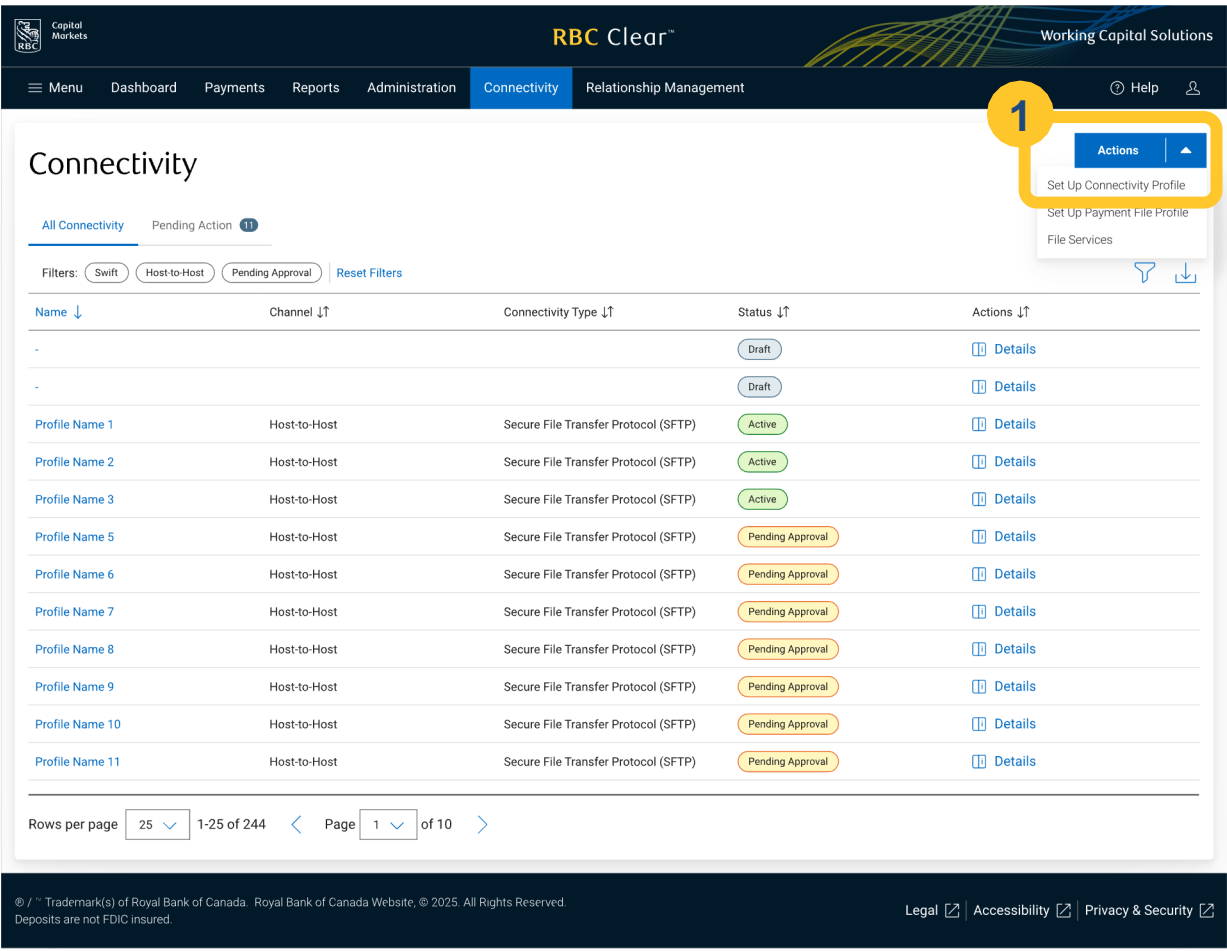 Capital
Markets
RBC
RBC Clear™
Working Capital Solutions
Menu Dashboard Payments Reports Administration Connectivity Relationship Management Help
1
Connectivity
Actions
Set Up Connectivity Profile
Set Up Payment File Profile
File Services
All Connectivity Pending Action 11
Filters: Swift Host-to-Host Pending Approval Reset Filters
Name Channel Connectivity Type Status Actions
- Draft Details
- Draft Details
Profile Name 1 Host-to-Host Secure File Transfer Protocol (SFTP) Active Details
Profile Name 2 Host-to-Host Secure File Transfer Protocol (SFTP) Active Details
Profile Name 3 Host-to-Host Secure File Transfer Protocol (SFTP) Active Details
Profile Name 5 Host-to-Host Secure File Transfer Protocol (SFTP) Pending Approval Details
Profile Name 6 Host-to-Host Secure File Transfer Protocol (SFTP) Pending Approval Details
Profile Name 7 Host-to-Host Secure File Transfer Protocol (SFTP) Pending Approval Details
Profile Name 8 Host-to-Host Secure File Transfer Protocol (SFTP) Pending Approval Details
Profile Name 9 Host-to-Host Secure File Transfer Protocol (SFTP) Pending Approval Details
Profile Name 10 Host-to-Host Secure File Transfer Protocol (SFTP) Pending Approval Details
Profile Name 11 Host-to-Host Secure File Transfer Protocol (SFTP) Pending Approval Details
Rows per page 25 1-25 of 244 Page 1 of 10
® / ™ Trademark(s) of Royal Bank of Canada. Royal Bank of Canada Website, © 2025. All Rights Reserved.
Deposits are not FDIC insured.
Legal | Accessibility | Privacy & Security